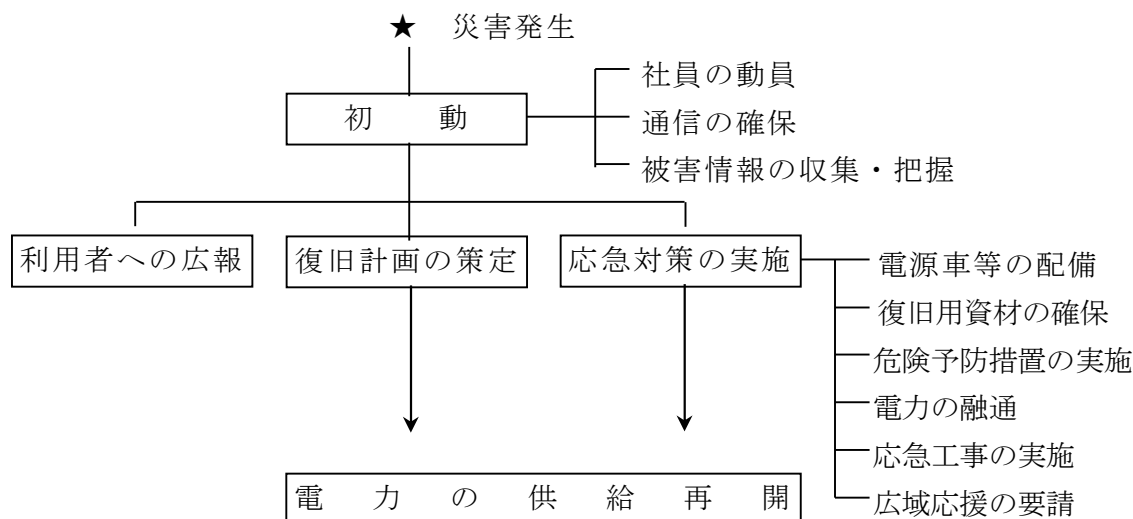 ★ 災害発生
社員の動員
初動
通信の確保
被害情報の収集・把握
利用者への広報
復旧計画の策定
応急対策の実施
電源車等の配備
復旧用資材の確保
危険予防措置の実施
電力の融通
応急工事の実施
電力の供給再開
広域応援の要請